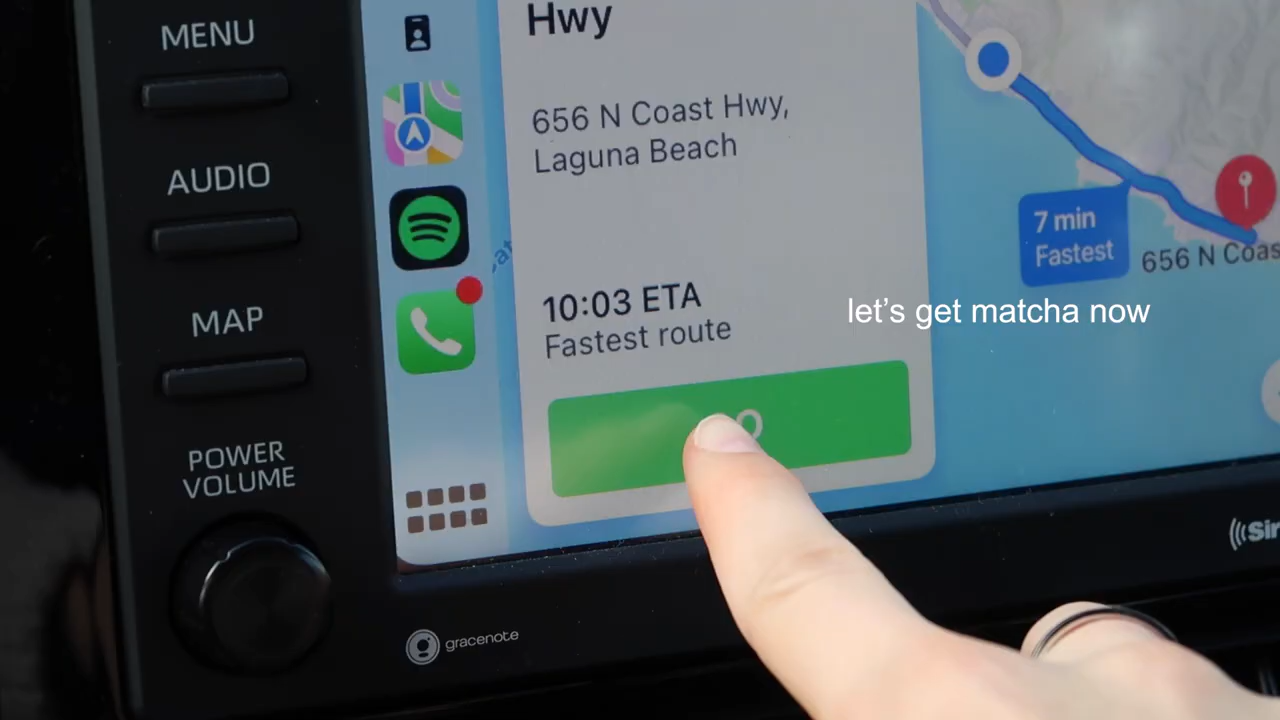 MENU
AUDIO
MAP
POWER
VOLUME
Hwy
656 N Coast Hwy,
Laguna Beach
10:03 ETA
Fastest route
7 min
Fastest
656 N Coas
let's get matcha now
gracenote